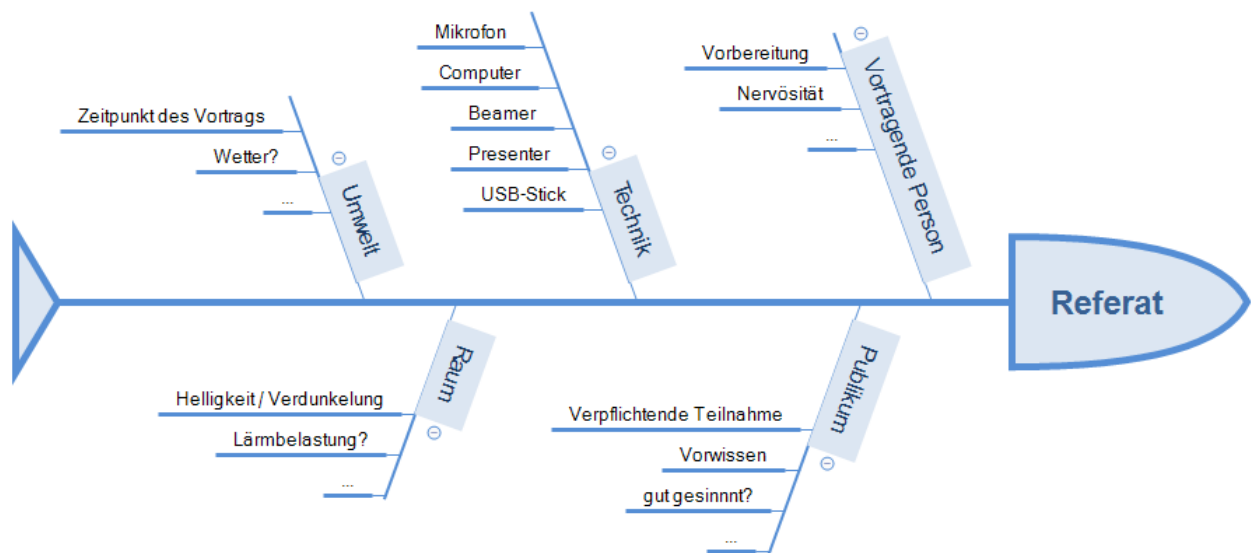 Mikrofon
Computer
Beamer
Presenter
USB-Stick
Technik
Vorbereitung
Nervösität
...
Vortragende Person
Zeitpunkt des Vortrags
Wetter?
...
Umwelt
Referat
Raum
Helligkeit / Verdunkelung
Lärmbelastung?
...
Publikum
Verpflichtende Teilnahme
Vorwissen
gut gesinnnt?
...